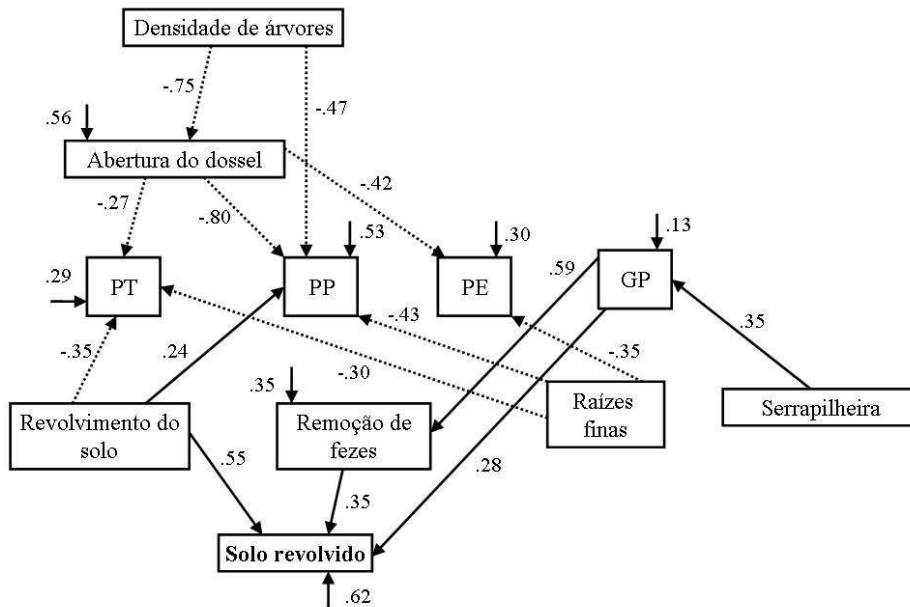 Densidade de árvores
-.75
-.47
.56
Abertura do dossel
-.42
-.27
-.80
.53
.30
.13
.29
PT
PP
PE
GP
.59
-.43
.35
-.35
.24
-.30
-.35
.35
Revolvimento do
solo
Remoção de
fezes
Raízes
finas
Serrapilheira
.55
.28
.35
Solo revolvido
.62